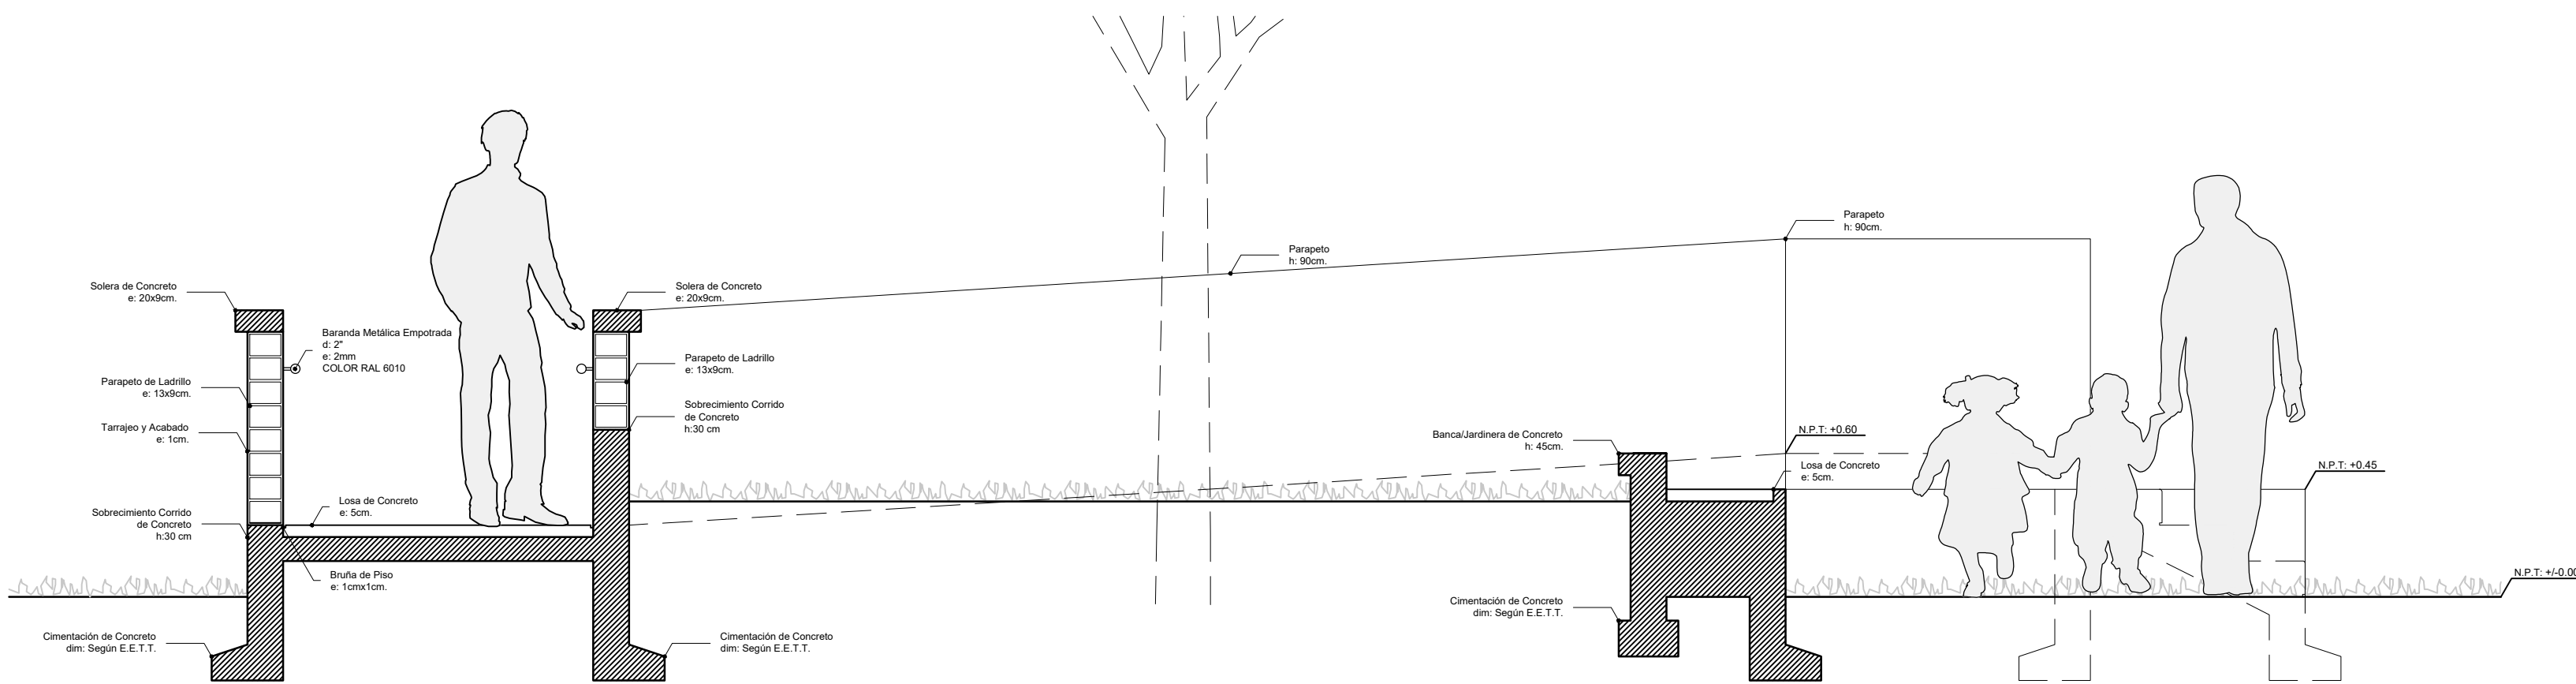 Solera de Concreto
e: 20x9cm.
Baranda Metálica Empotrada
d: 2"
e: 2mm
COLOR RAL 6010
Parapeto de Ladrillo
e: 13x9cm.
Tarrajeo y Acabado
e: 1cm.
Losa de Concreto
e: 5cm.
Sobrecimiento Corrido
de Concreto
h:30 cm
Bruña de Piso
e: 1cmx1cm.
Cimentación de Concreto
dim: Según E.E.T.T.
Solera de Concreto
e: 20x9cm.
Parapeto de Ladrillo
e: 13x9cm.
Sobrecimiento Corrido
de Concreto
h:30 cm
Cimentación de Concreto
dim: Según E.E.T.T.
Parapeto
h: 90cm.
Banca/Jardinera de Concreto
h: 45cm.
Cimentación de Concreto
dim: Según E.E.T.T.
Parapeto
h: 90cm.
N.P.T: +0.60
Losa de Concreto
e: 5cm.
N.P.T: +0.45
N.P.T: +/-0.00